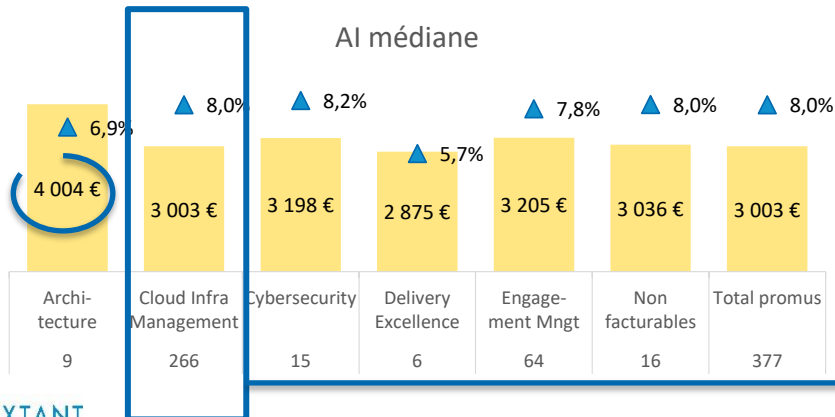 AI médiane
6,9%
8,0%
8,2%
5,7%
7,8%
8,0%
8,0%
4 004 €
3 003 €
3 198 €
2 875 €
3 205 €
3 036 €
3 003 €
Archi-
tecture
Cloud Infra
Management
Cybersecurity
Delivery
Excellence
Engage-
ment Mngt
Non
facturables
Total promus
9
266
15
6
64
16
377
XTANT